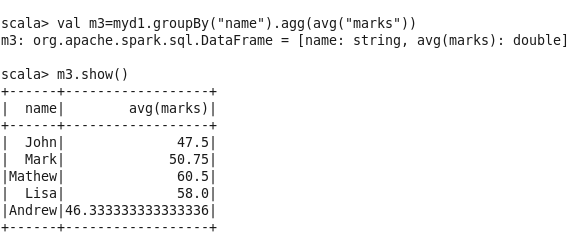 scala> val m3=myd1.groupBy("name").agg(avg("marks"))
m3: org.apache.spark.sql.DataFrame = [name: string, avg(marks): double]
scala> m3.show()
+------+------------------+
|  name|        avg(marks)|
+------+------------------+
|  John|              47.5|
|  Mark|             50.75|
|Mathew|              60.5|
|  Lisa|              58.0|
|Andrew|46.333333333333336|
+------+------------------+